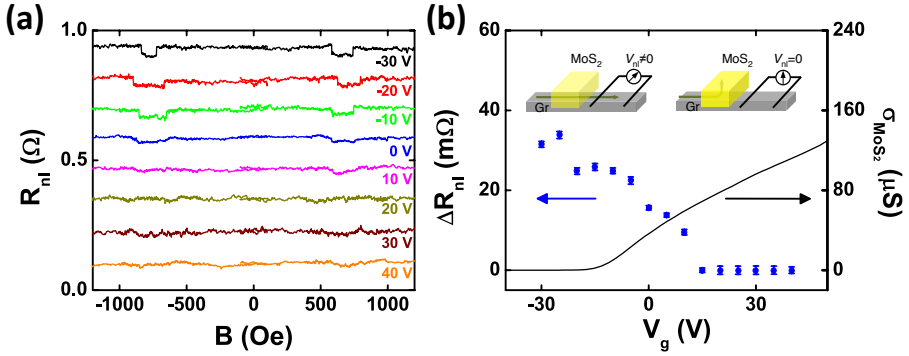 (a)
1.0
0.5
0.0
R_nl (Ω)
-30 V
-20 V
-10 V
0 V
10 V
20 V
30 V
40 V
-1000 -500 0 500 1000
B (Oe)
(b)
60
40
20
0
ΔR_nl (mΩ)
MoS₂ V_nl≠0
Gr
MoS₂ V_nl=0
Gr
240
160
80
0
σ_MoS₂ (μS)
-30 0 30
V_g (V)